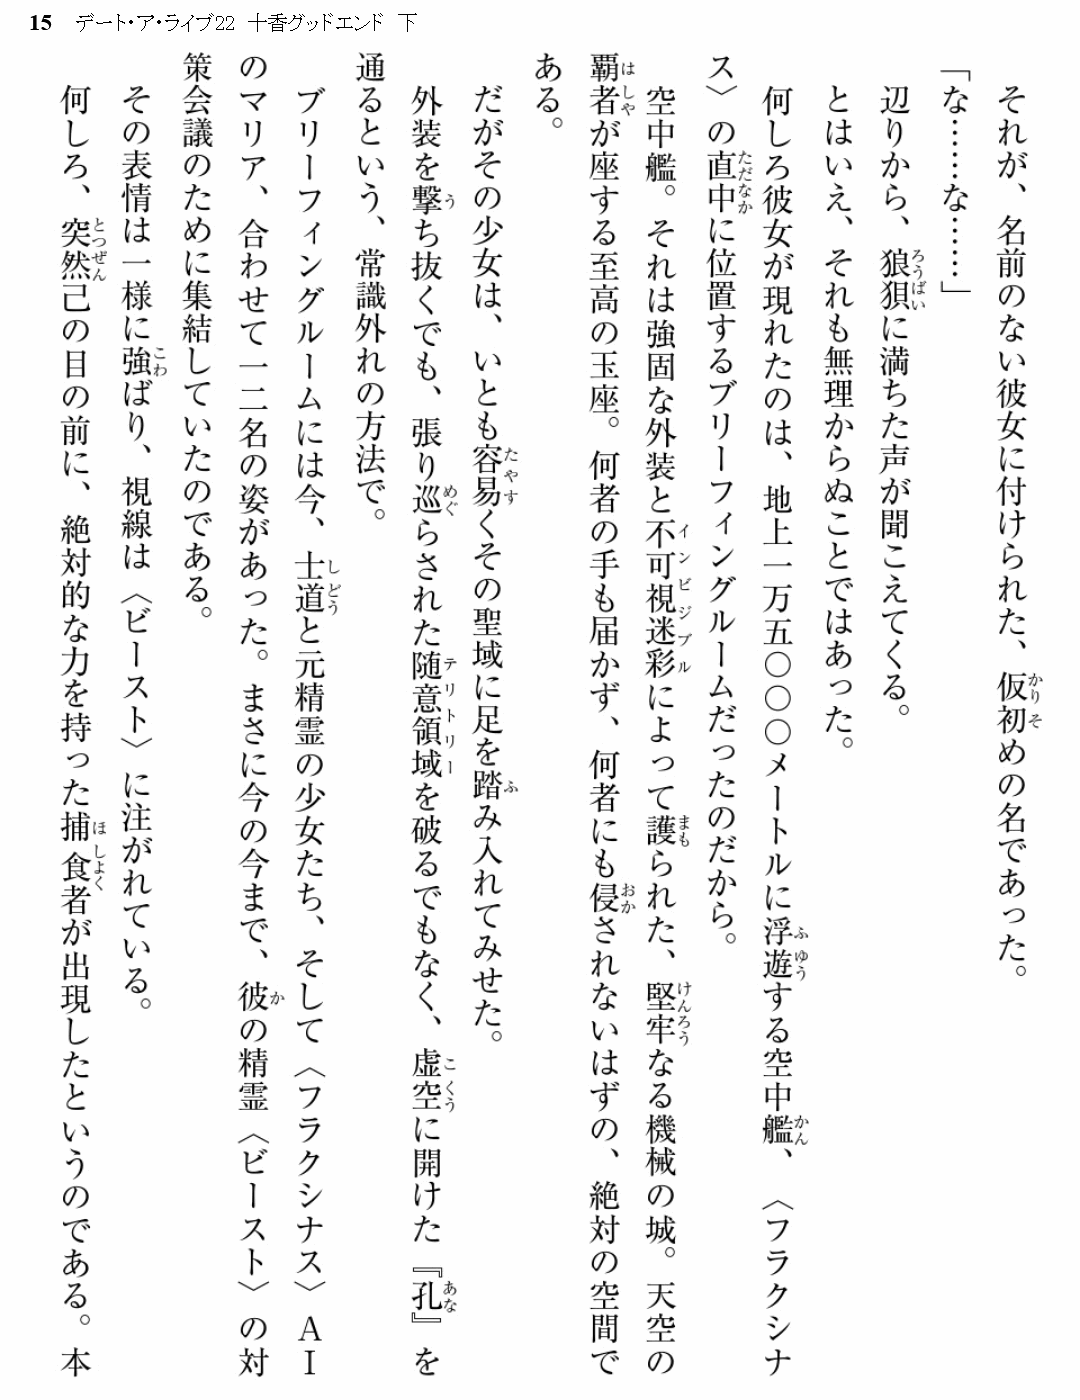 15 デート・ア・ライブ22 十香グッドエンド 下
それが、名前のない彼女に付けられた、仮初めの名であった。
「な……な……」
辺りから、狼狽に満ちた声が聞こえてくる。
とはいえ、それも無理からぬことではあった。
何しろ彼女が現れたのは、地上一万五〇〇〇メートルに浮遊する空中艦、〈フラクシナ
ス〉の直中に位置するブリーフィングルームだったのだから。
空中艦。それは強固な外装と不可視迷彩によって護られた、堅牢なる機械の城。天空の
覇者が座する至高の玉座。何者の手も届かず、何者にも侵されないはずの、絶対の空間で
ある。
だがその少女は、いとも容易くその聖域に足を踏み入れてみせた。
外装を撃ち抜くでも、張り巡らされた随意領域を破るでもなく、虚空に開けた『孔』を
通るという、常識外れの方法で。
ブリーフィングルームには今、士道と元精霊の少女たち、そして〈フラクシナス〉ＡＩ
のマリア、合わせて一二名の姿があった。まさに今の今まで、彼の精霊〈ビースト〉の対
策会議のために集結していたのである。
その表情は一様に強ばり、視線は〈ビースト〉に注がれている。
何しろ、突然己の目の前に、絶対的な力を持った捕食者が出現したというのである。本